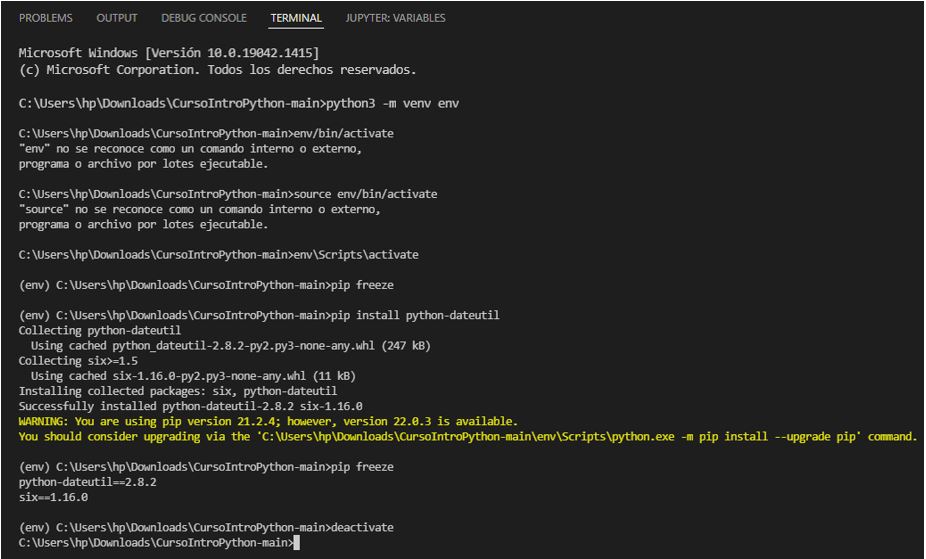 PROBLEMS OUTPUT DEBUG CONSOLE TERMINAL JUPYTER: VARIABLES
Microsoft Windows [Versión 10.0.19042.1415]
(c) Microsoft Corporation. Todos los derechos reservados.
C:\Users\hp\Downloads\CursoIntroPython-main>python3 -m venv env
C:\Users\hp\Downloads\CursoIntroPython-main>env/bin/activate
"env" no se reconoce como un comando interno o externo,
programa o archivo por lotes ejecutable.
C:\Users\hp\Downloads\CursoIntroPython-main>source env/bin/activate
"source" no se reconoce como un comando interno o externo,
programa o archivo por lotes ejecutable.
C:\Users\hp\Downloads\CursoIntroPython-main>env\Scripts\activate
(env) C:\Users\hp\Downloads\CursoIntroPython-main>pip freeze
(env) C:\Users\hp\Downloads\CursoIntroPython-main>pip install python-dateutil
Collecting python-dateutil
  Using cached python_dateutil-2.8.2-py2.py3-none-any.whl (247 kB)
Collecting six>=1.5
  Using cached six-1.16.0-py2.py3-none-any.whl (11 kB)
Installing collected packages: six, python-dateutil
Successfully installed python-dateutil-2.8.2 six-1.16.0
WARNING: You are using pip version 21.2.4; however, version 22.0.3 is available.
You should consider upgrading via the 'C:\Users\hp\Downloads\CursoIntroPython-main\env\Scripts\python.exe -m pip install --upgrade pip' command.
(env) C:\Users\hp\Downloads\CursoIntroPython-main>pip freeze
python-dateutil==2.8.2
six==1.16.0
(env) C:\Users\hp\Downloads\CursoIntroPython-main>deactivate
C:\Users\hp\Downloads\CursoIntroPython-main>